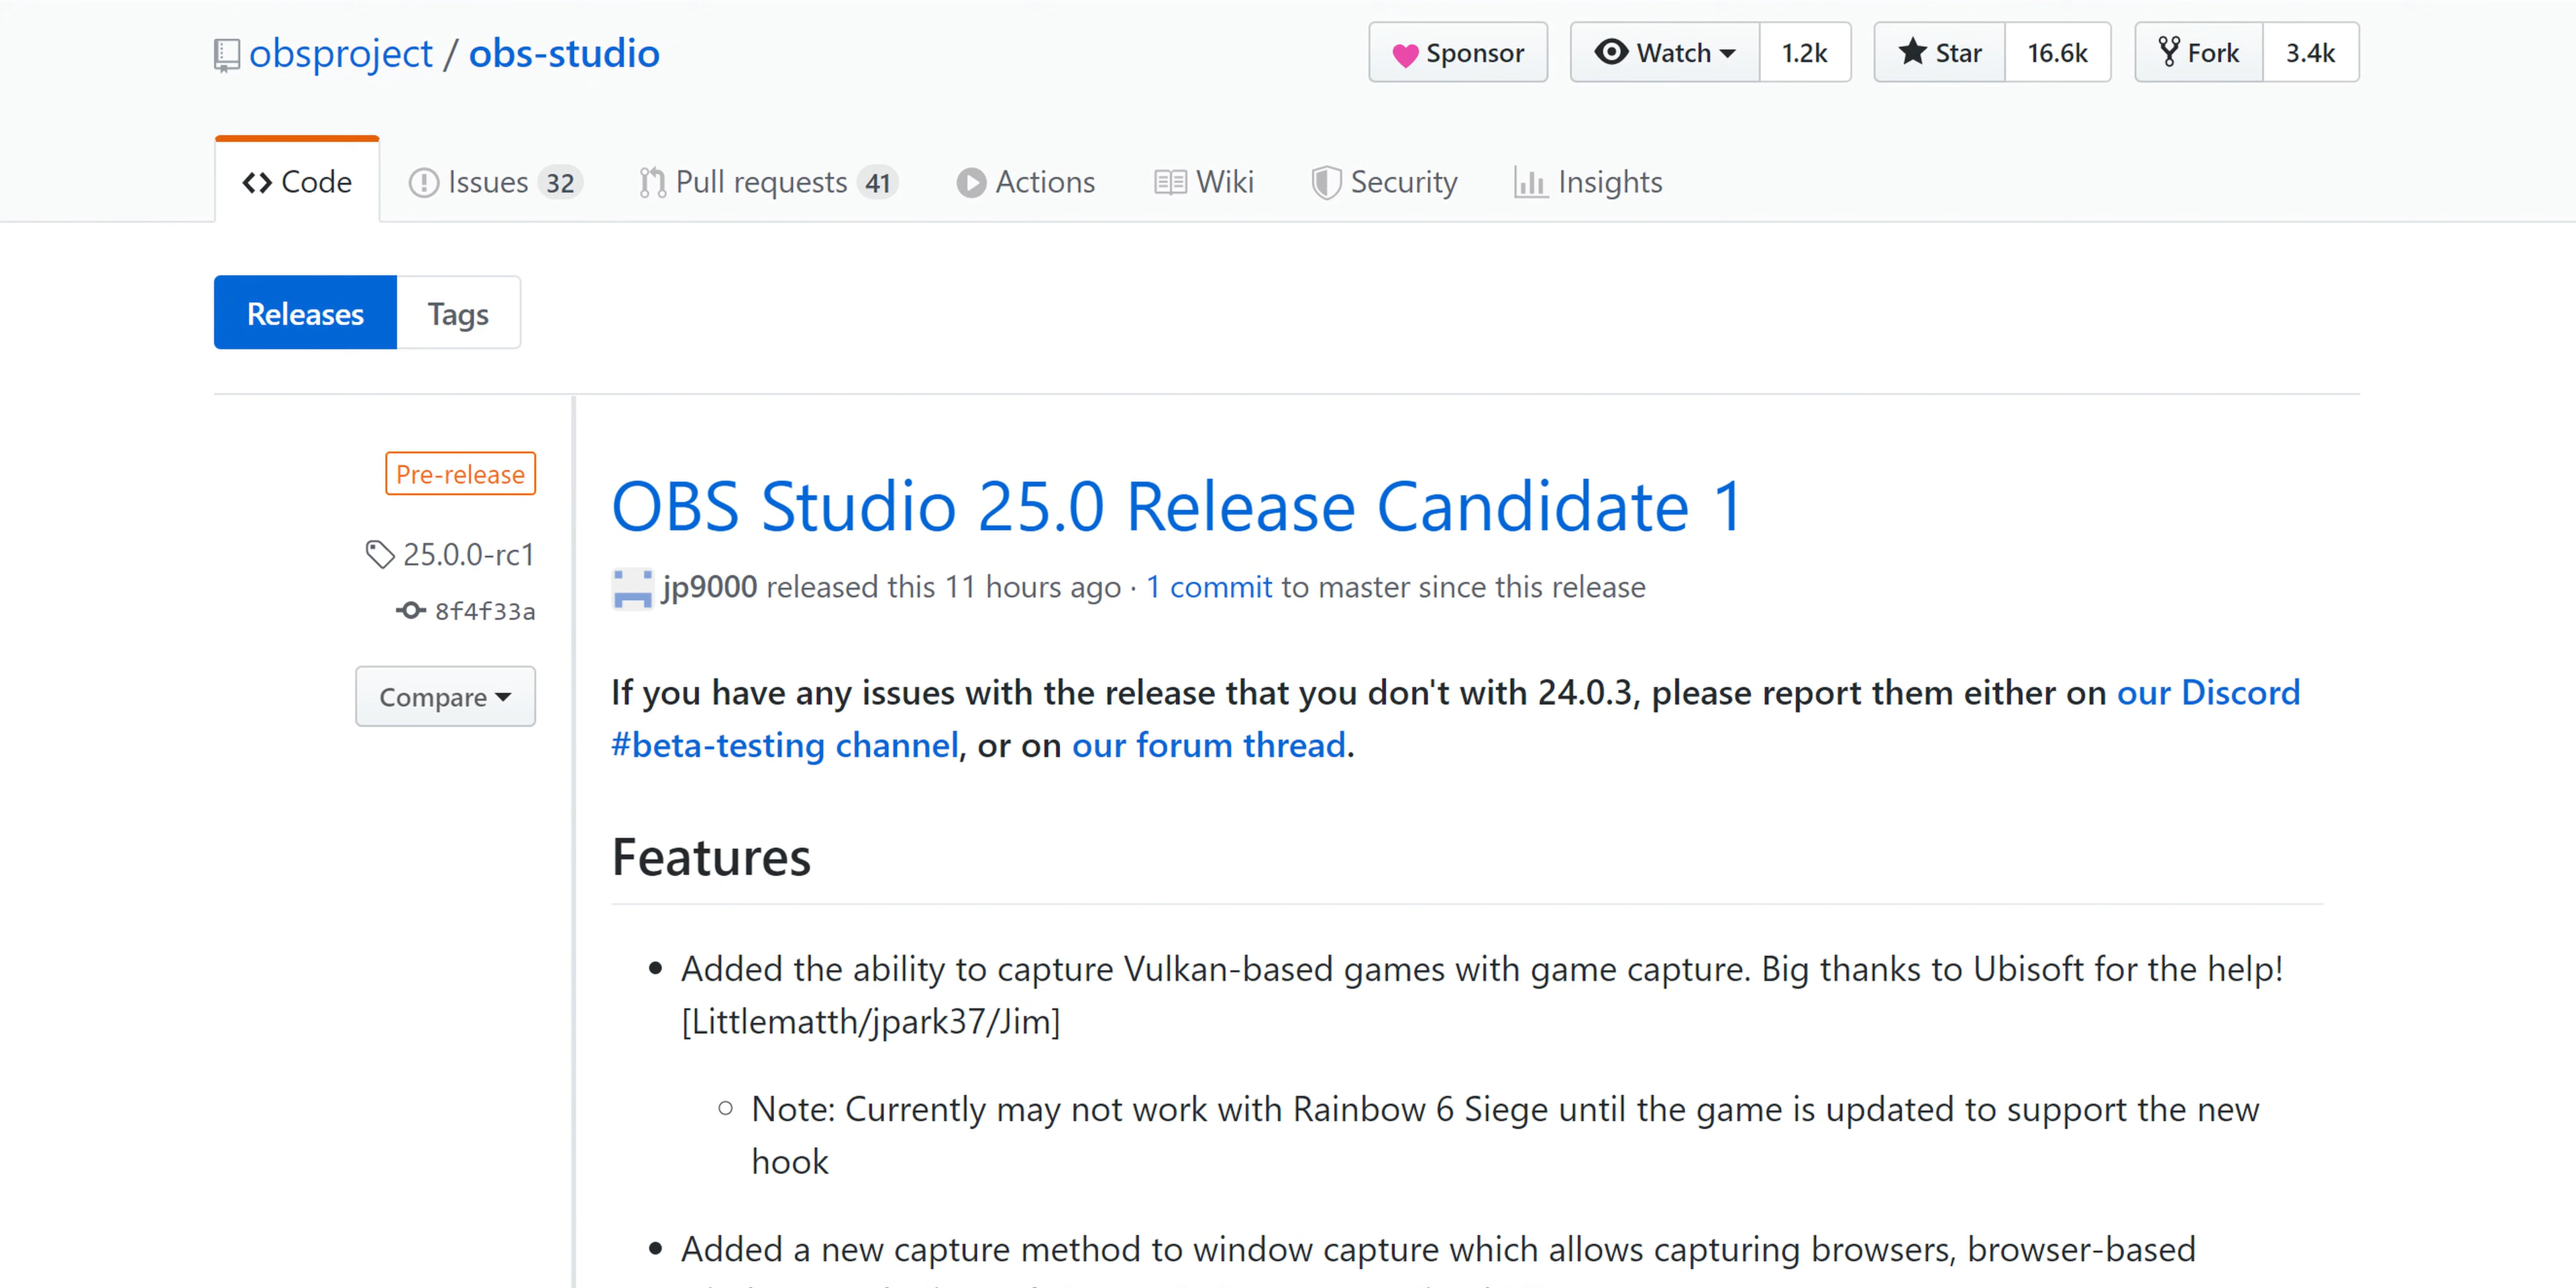 obsproject / obs-studio
Sponsor
Watch 1.2k
Star 16.6k
Fork 3.4k
Code
Issues 32
Pull requests 41
Actions
Wiki
Security
Insights
Releases
Tags
Pre-release
25.0.0-rc1
8f4f33a
Compare
OBS Studio 25.0 Release Candidate 1
jp9000 released this 11 hours ago · 1 commit to master since this release
If you have any issues with the release that you don't with 24.0.3, please report them either on our Discord
#beta-testing channel, or on our forum thread.
Features
• Added the ability to capture Vulkan-based games with game capture. Big thanks to Ubisoft for the help!
[Littlematth/jpark37/Jim]
○ Note: Currently may not work with Rainbow 6 Siege until the game is updated to support the new
hook
• Added a new capture method to window capture which allows capturing browsers, browser-based